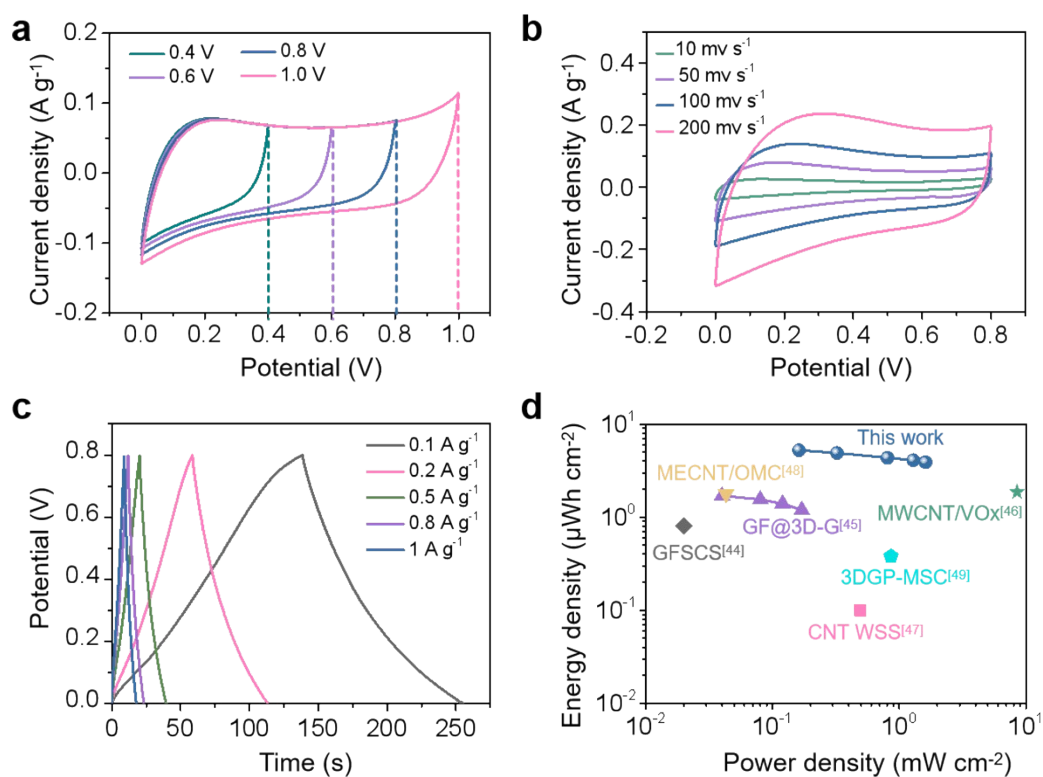 a
0.4 V
0.6 V
0.8 V
1.0 V
Current density (A g⁻¹)
0.2
0.1
0.0
-0.1
-0.2
0.0 0.2 0.4 0.6 0.8 1.0
Potential (V)
b
10 mv s⁻¹
50 mv s⁻¹
100 mv s⁻¹
200 mv s⁻¹
Current density (A g⁻¹)
0.4
0.2
0.0
-0.2
-0.4
-0.2 0.0 0.2 0.4 0.6 0.8
Potential (V)
c
0.1 A g⁻¹
0.2 A g⁻¹
0.5 A g⁻¹
0.8 A g⁻¹
1 A g⁻¹
Potential (V)
0.8
0.6
0.4
0.2
0.0
0 50 100 150 200 250
Time (s)
d
This work
MECNT/OMC[48]
MWCNT/VOx[46]
GF@3D-G[45]
GFSCS[44]
3DGP-MSC[49]
CNT WSS[47]
Energy density (µWh cm⁻²)
10¹
10⁰
10⁻¹
10⁻²
10⁻² 10⁻¹ 10⁰ 10¹
Power density (mW cm⁻²)